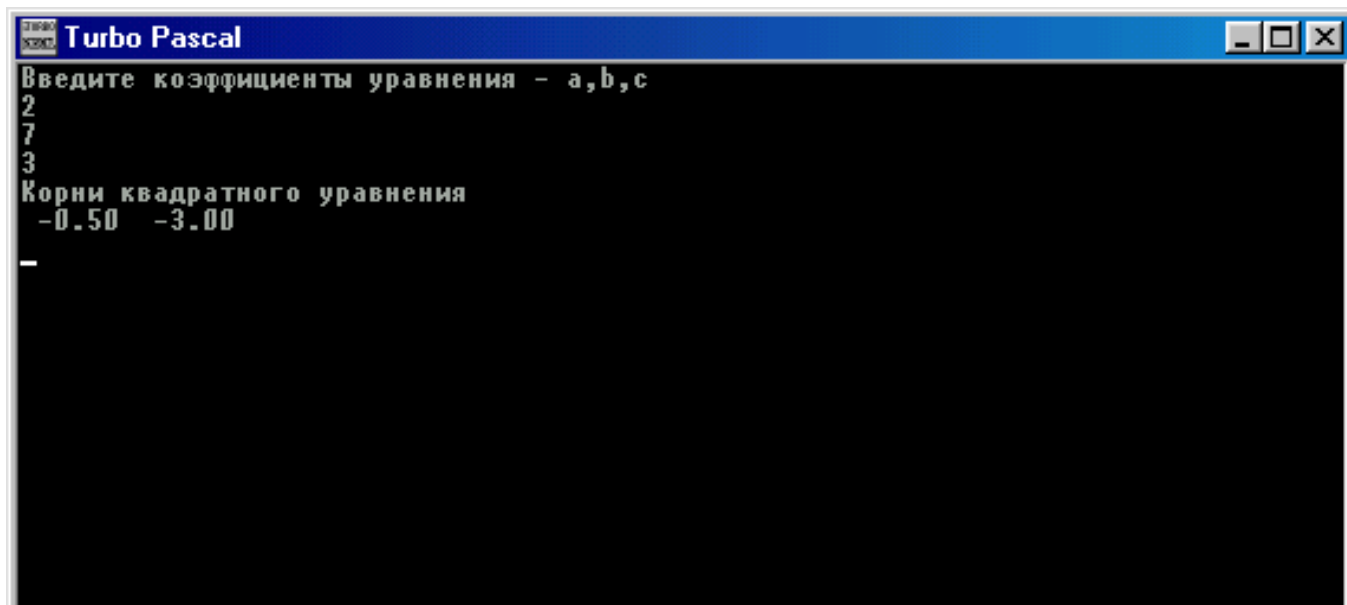 Turbo Pascal
Введите коэффициенты уравнения - a,b,c
2
7
3
Корни квадратного уравнения
-0.50 -3.00